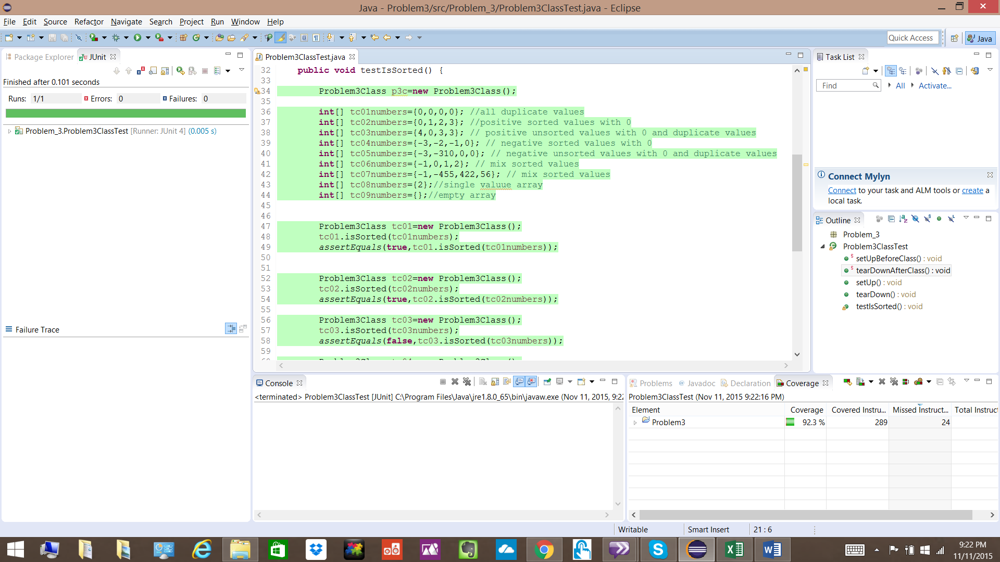 Java - Problem3/src/Problem_3/Problem3ClassTest.java - Eclipse
File Edit Source Refactor Navigate Search Project Run Window Help
Quick Access
Java
Package Explorer
JUnit
Finished after 0.101 seconds
Runs: 1/1 Errors: 0 Failures: 0
Problem_3.Problem3ClassTest [Runner: JUnit 4] (0.005 s)
Failure Trace
Problem3ClassTest.java
32 public void testIsSorted() {
33
34 Problem3Class p3c=new Problem3Class();
35
36 int[] tc01numbers={0,0,0,0}; //all duplicate values
37 int[] tc02numbers={0,1,2,3}; //positive sorted values with 0
38 int[] tc03numbers={4,0,3,3}; // positive unsorted values with 0 and duplicate values
39 int[] tc04numbers={-3,-2,-1,0}; // negative sorted values with 0
40 int[] tc05numbers={-3,-310,0,0}; // negative unsorted values with 0 and duplicate values
41 int[] tc06numbers={-1,0,1,2}; // mix sorted values
42 int[] tc07numbers={-1,-455,422,56}; // mix sorted values
43 int[] tc08numbers={2};//single valuue array
44 int[] tc09numbers={};//empty array
45
46
47 Problem3Class tc01=new Problem3Class();
48 tc01.isSorted(tc01numbers);
49 assertEquals(true,tc01.isSorted(tc01numbers));
50
51
52 Problem3Class tc02=new Problem3Class();
53 tc02.isSorted(tc02numbers);
54 assertEquals(true,tc02.isSorted(tc02numbers));
55
56 Problem3Class tc03=new Problem3Class();
57 tc03.isSorted(tc03numbers);
58 assertEquals(false,tc03.isSorted(tc03numbers));
59
Task List
Find All Activate...
Connect Mylyn
Connect to your task and ALM tools or create a
local task.
Outline
Problem_3
Problem3ClassTest
setUpBeforeClass() : void
tearDownAfterClass() : void
setUp() : void
tearDown() : void
testIsSorted() : void
Console
<terminated> Problem3ClassTest [JUnit] C:\Program Files\Java\jre1.8.0_65\bin\javaw.exe (Nov 11, 2015, 9:22
Problems @ Javadoc Declaration Coverage
Problem3ClassTest (Nov 11, 2015 9:22:16 PM)
Element Coverage Covered Instru... Missed Instruct... Total Instruct
Problem3 92.3 % 289 24
Writable Smart Insert 21 : 6
9:22 PM
11/11/2015